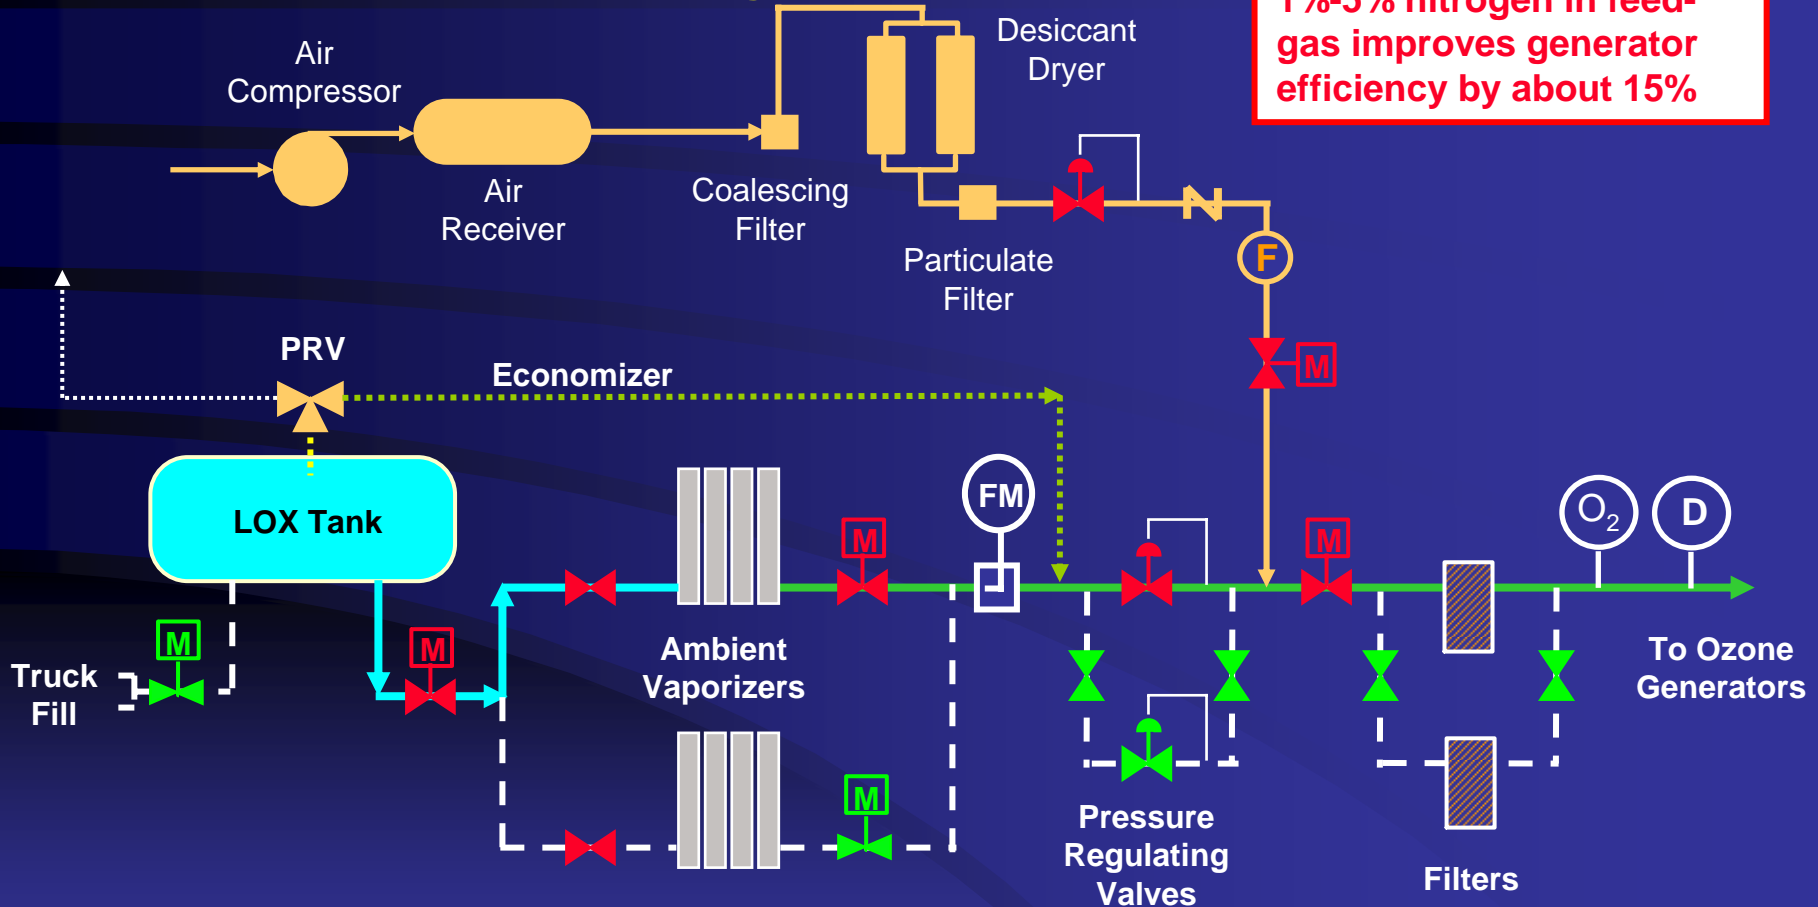 gas improves generator
efficiency by about 15%
Desiccant
Dryer
Air
Compressor
Air
Receiver
Coalescing
Filter
Particulate
Filter
F
M
PRV
Economizer
LOX Tank
FM
M
M
O₂
D
M
M
Truck
Fill
Ambient
Vaporizers
To Ozone
Generators
M
Pressure
Regulating
Valves
Filters